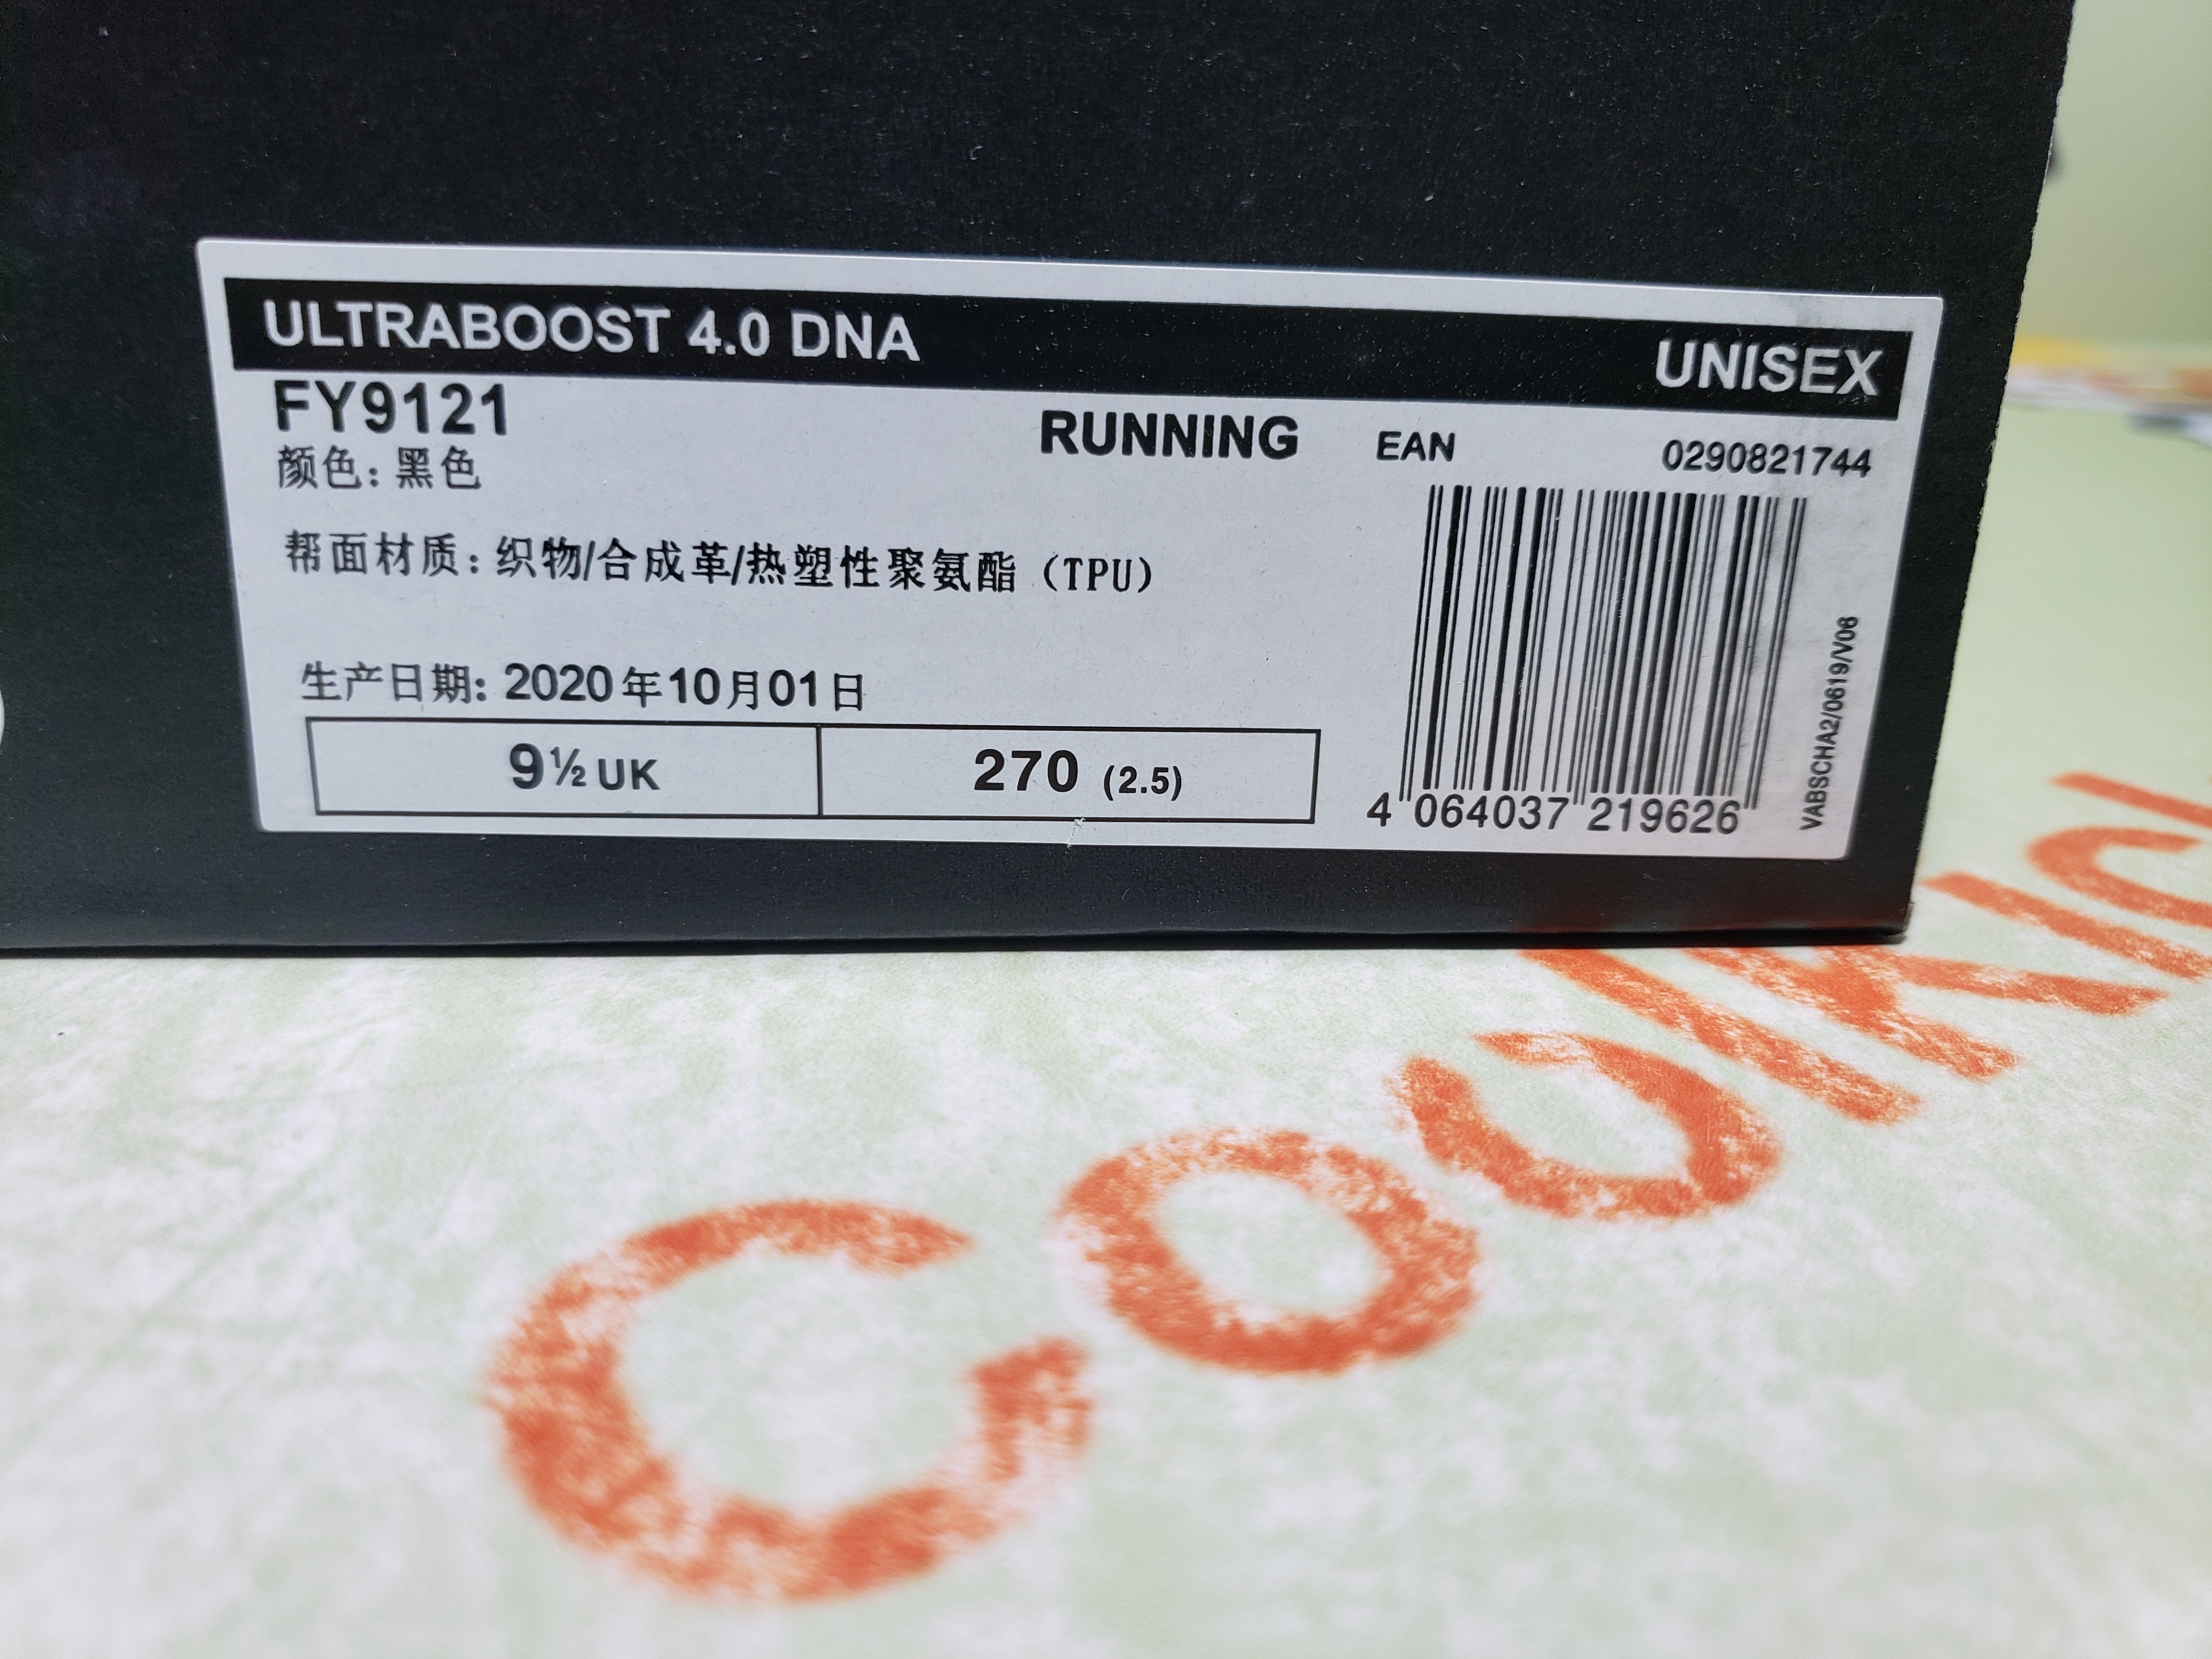 ULTRABOOST 4.0 DNA
UNISEX
FY9121
RUNNING
EAN
0290821744
颜色: 黑色
帮面材质: 织物/合成革/热塑性聚氨酯（TPU）
生产日期: 2020年10月01日
9½ UK
270 (2.5)
4 064037 219626
VABSCHA2/0619/V06